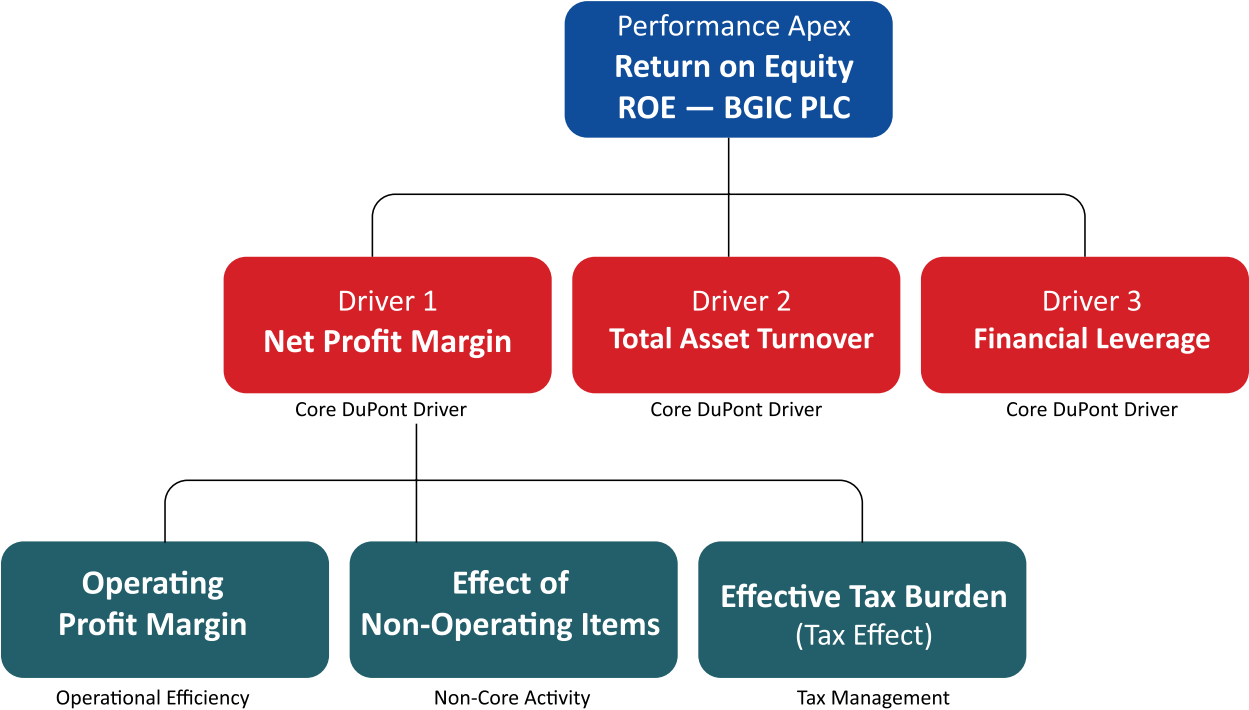 Performance Apex
Return on Equity
ROE — BGIC PLC
Driver 1
Net Profit Margin
Driver 2
Total Asset Turnover
Driver 3
Financial Leverage
Core DuPont Driver
Core DuPont Driver
Core DuPont Driver
Operating
Profit Margin
Effect of
Non-Operating Items
Effective Tax Burden
(Tax Effect)
Operational Efficiency
Non-Core Activity
Tax Management